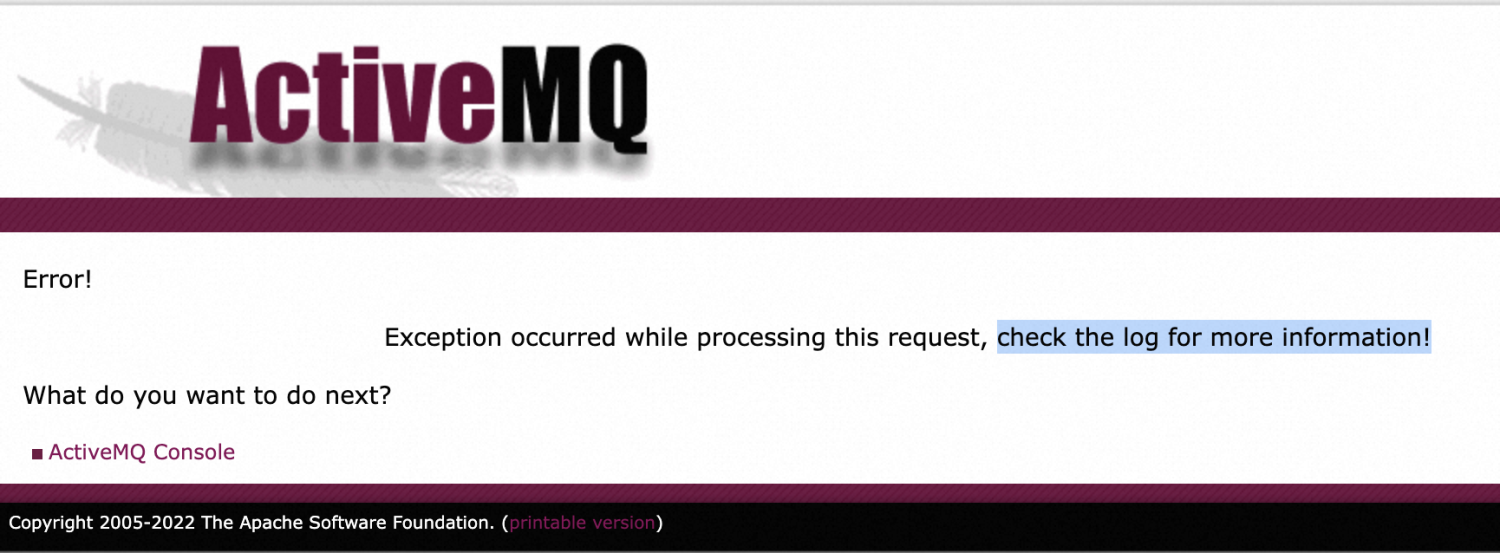 ActiveMQ
Error!
Exception occurred while processing this request, check the log for more information!
What do you want to do next?
ActiveMQ Console
Copyright 2005-2022 The Apache Software Foundation. (printable version)